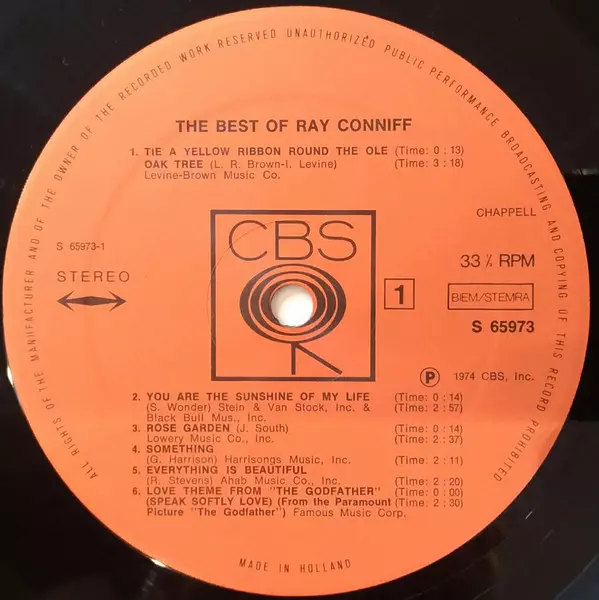 ALL RIGHTS OF THE MANUFACTURER AND OF THE OWNER OF THE RECORDED WORK RESERVED UNAUTHORIZED PUBLIC PERFORMANCE BROADCASTING AND COPYING OF THIS RECORD PROHIBITED
THE BEST OF RAY CONNIFF
1. TIE A YELLOW RIBBON ROUND THE OLE (Time: 0 : 13)
OAK TREE (L. R. Brown-I. Levine) (Time: 3 : 18)
Levine-Brown Music Co.
CHAPPELL
CBS
S 65973-1
STEREO
1
33⅓ RPM
BIEM/STEMRA
S 65973
℗ 1974 CBS, Inc.
2. YOU ARE THE SUNSHINE OF MY LIFE (Time: 0 : 14)
(S. Wonder) Stein & Van Stock, Inc. & (Time: 2 : 57)
Black Bull Mus., Inc.
3. ROSE GARDEN (J. South) (Time: 0 : 14)
Lowery Music Co., Inc. (Time: 2 : 37)
4. SOMETHING
(G. Harrison) Harrisongs Music, Inc. (Time: 2 : 11)
5. EVERYTHING IS BEAUTIFUL
(R. Stevens) Ahab Music Co., Inc. (Time: 2 : 20)
6. LOVE THEME FROM "THE GODFATHER" (Time: 0 : 00)
(SPEAK SOFTLY LOVE) (From the Paramount (Time: 2 : 30)
Picture "The Godfather") Famous Music Corp.
MADE IN HOLLAND